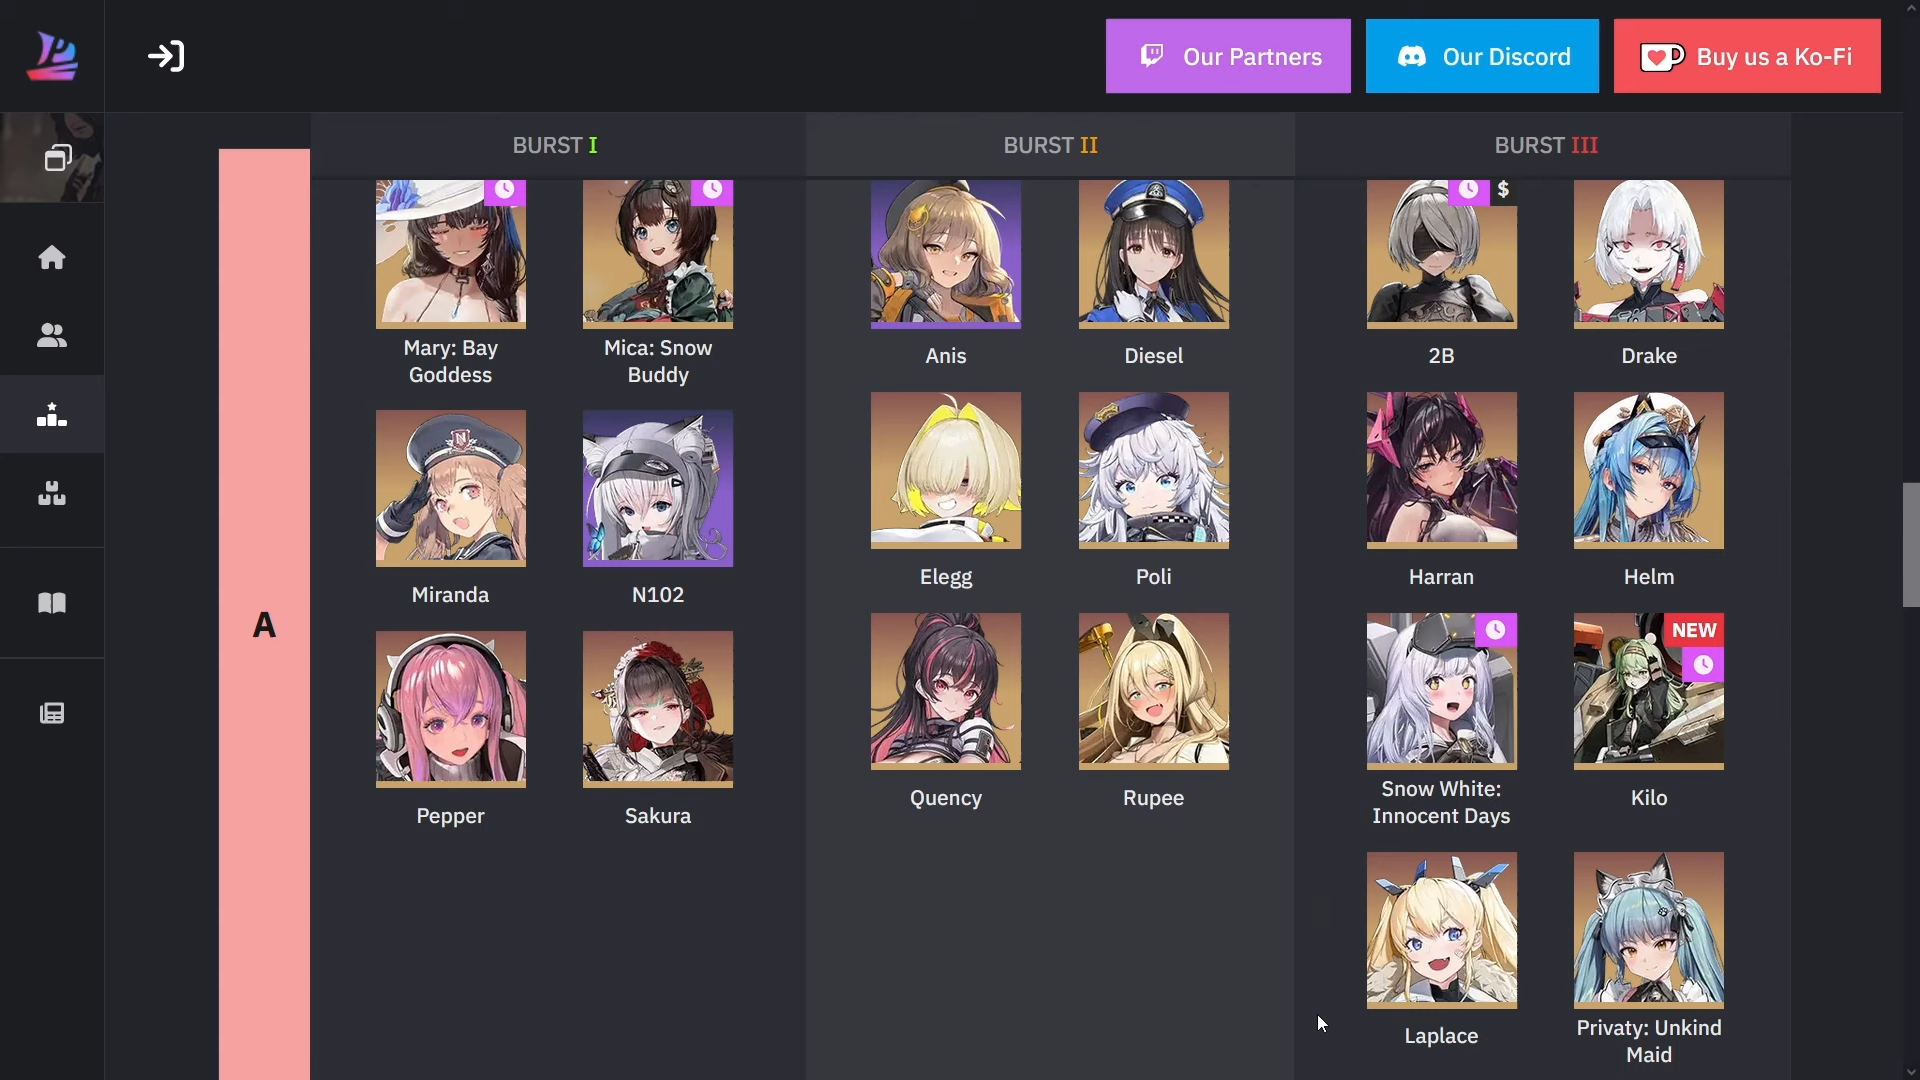 Our Partners
Our Discord
Buy us a Ko-Fi
BURST I
BURST II
BURST III
A
$
Mary: Bay
Goddess
Mica: Snow
Buddy
Anis
Diesel
2B
Drake
Miranda
N102
Elegg
Poli
Harran
Helm
NEW
Pepper
Sakura
Quency
Rupee
Snow White:
Innocent Days
Kilo
Laplace
Privaty: Unkind
Maid